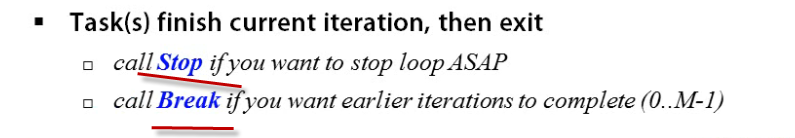 ▪ Task(s) finish current iteration, then exit
▫ call Stop if you want to stop loop ASAP
▫ call Break if you want earlier iterations to complete (0..M-1)